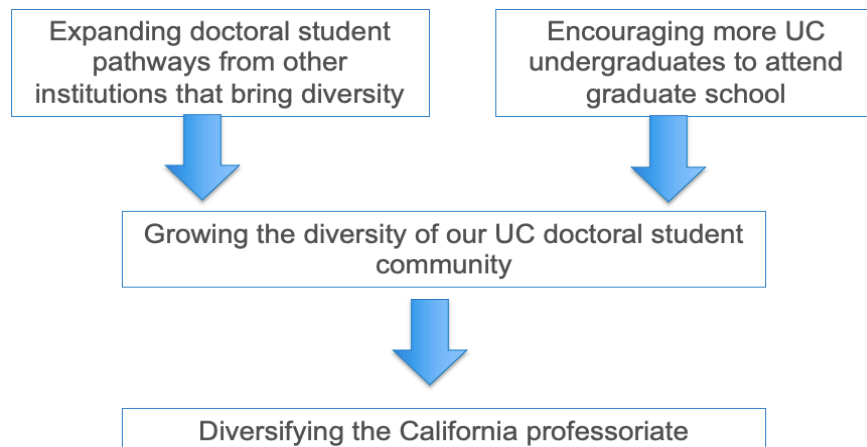 Expanding doctoral student
pathways from other
institutions that bring diversity
Encouraging more UC
undergraduates to attend
graduate school
Growing the diversity of our UC doctoral student
community
Diversifying the California professoriate